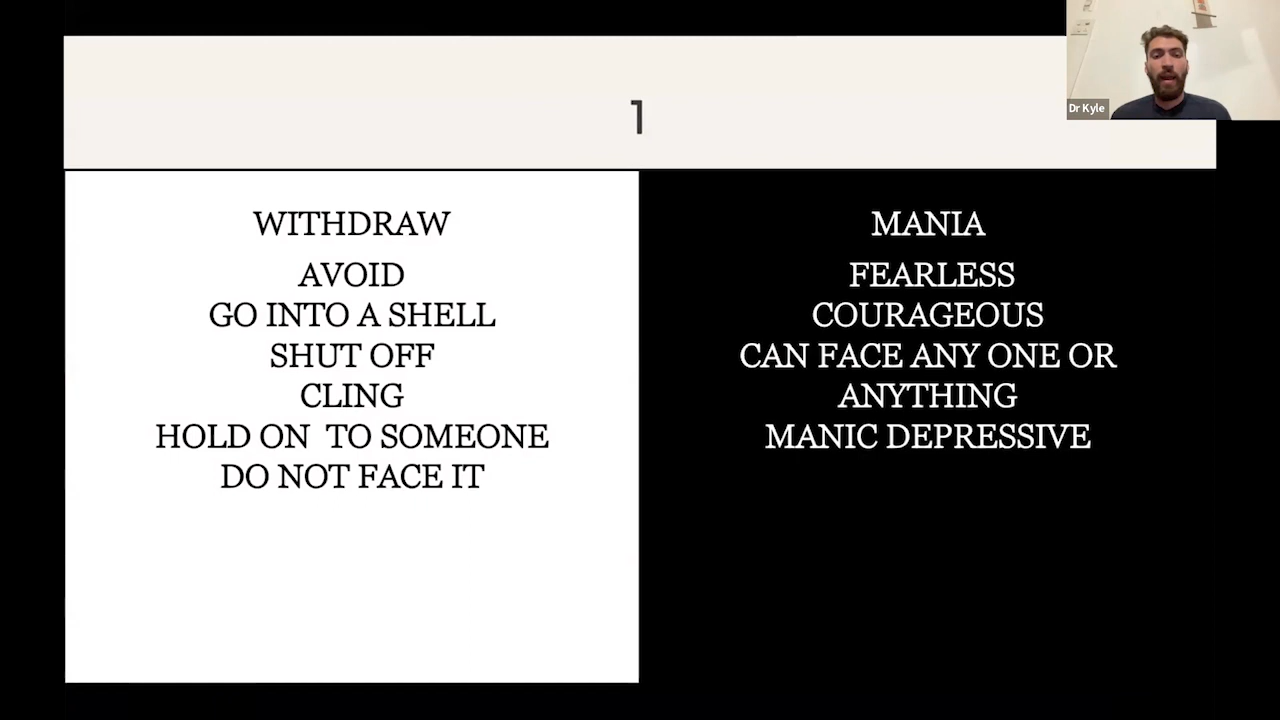 Dr Kyle
1
WITHDRAW
AVOID
GO INTO A SHELL
SHUT OFF
CLING
HOLD ON TO SOMEONE
DO NOT FACE IT
MANIA
FEARLESS
COURAGEOUS
CAN FACE ANY ONE OR
ANYTHING
MANIC DEPRESSIVE